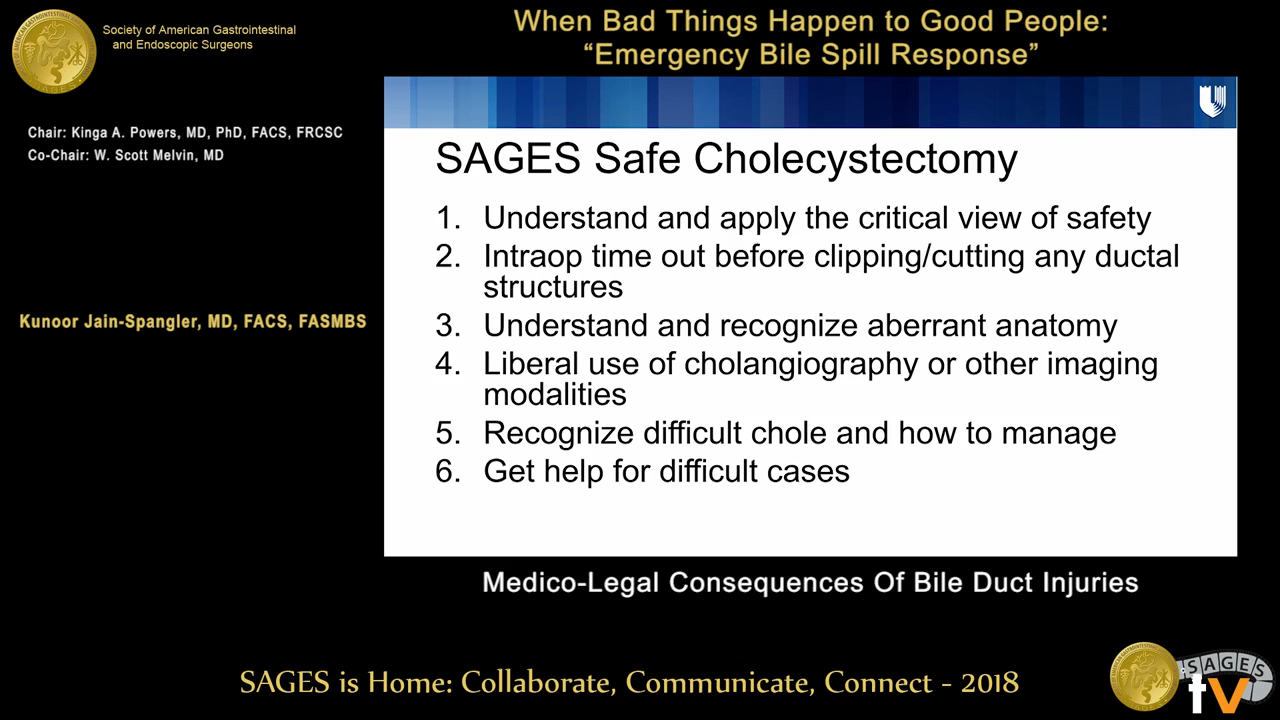 Society of American Gastrointestinal
and Endoscopic Surgeons
When Bad Things Happen to Good People:
“Emergency Bile Spill Response”
Chair: Kinga A. Powers, MD, PhD, FACS, FRCSC
Co-Chair: W. Scott Melvin, MD
Kunoor Jain-Spangler, MD, FACS, FASMBS
SAGES Safe Cholecystectomy
1. Understand and apply the critical view of safety
2. Intraop time out before clipping/cutting any ductal
structures
3. Understand and recognize aberrant anatomy
4. Liberal use of cholangiography or other imaging
modalities
5. Recognize difficult chole and how to manage
6. Get help for difficult cases
Medico-Legal Consequences Of Bile Duct Injuries
SAGES is Home: Collaborate, Communicate, Connect - 2018
SAGES
tv